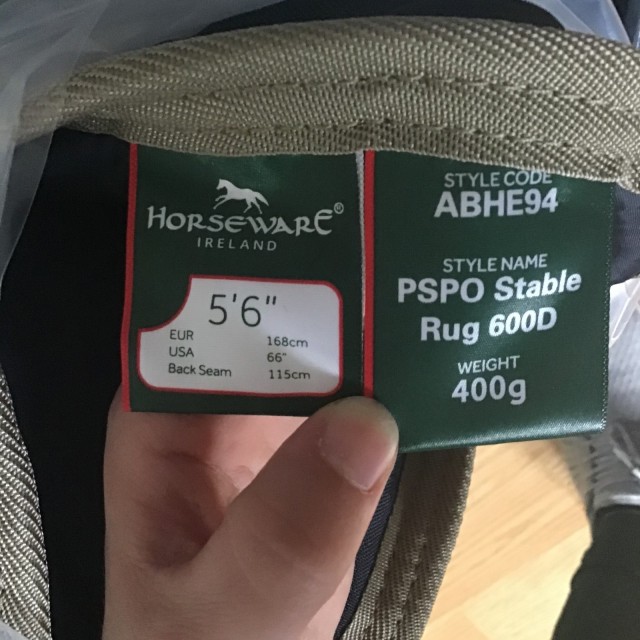 HORSEWARE®
IRELAND
5'6"
EUR 168cm
USA 66"
Back Seam 115cm
STYLE CODE
ABHE94
STYLE NAME
PSPO Stable
Rug 600D
WEIGHT
400g